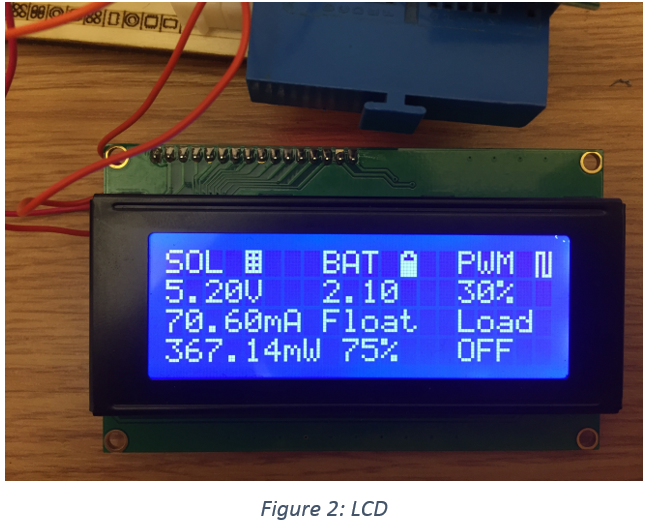 SOL BAT PWM
5.20V 2.10 30%
70.60mA Float Load
367.14mW 75% OFF
Figure 2: LCD